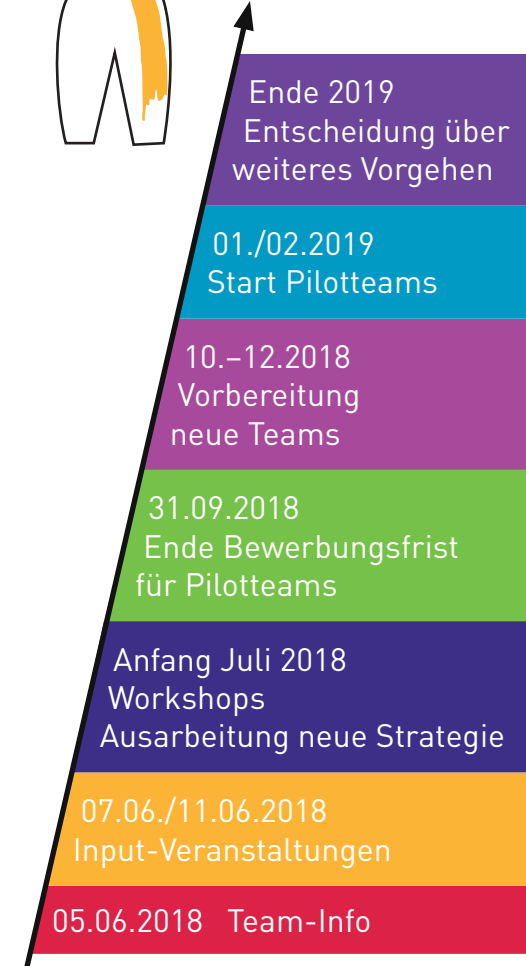 Ende 2019
Entscheidung über
weiteres Vorgehen
01./02.2019
Start Pilotteams
10.–12.2018
Vorbereitung
neue Teams
31.09.2018
Ende Bewerbungsfrist
für Pilotteams
Anfang Juli 2018
Workshops
Ausarbeitung neue Strategie
07.06./11.06.2018
Input-Veranstaltungen
05.06.2018 Team-Info